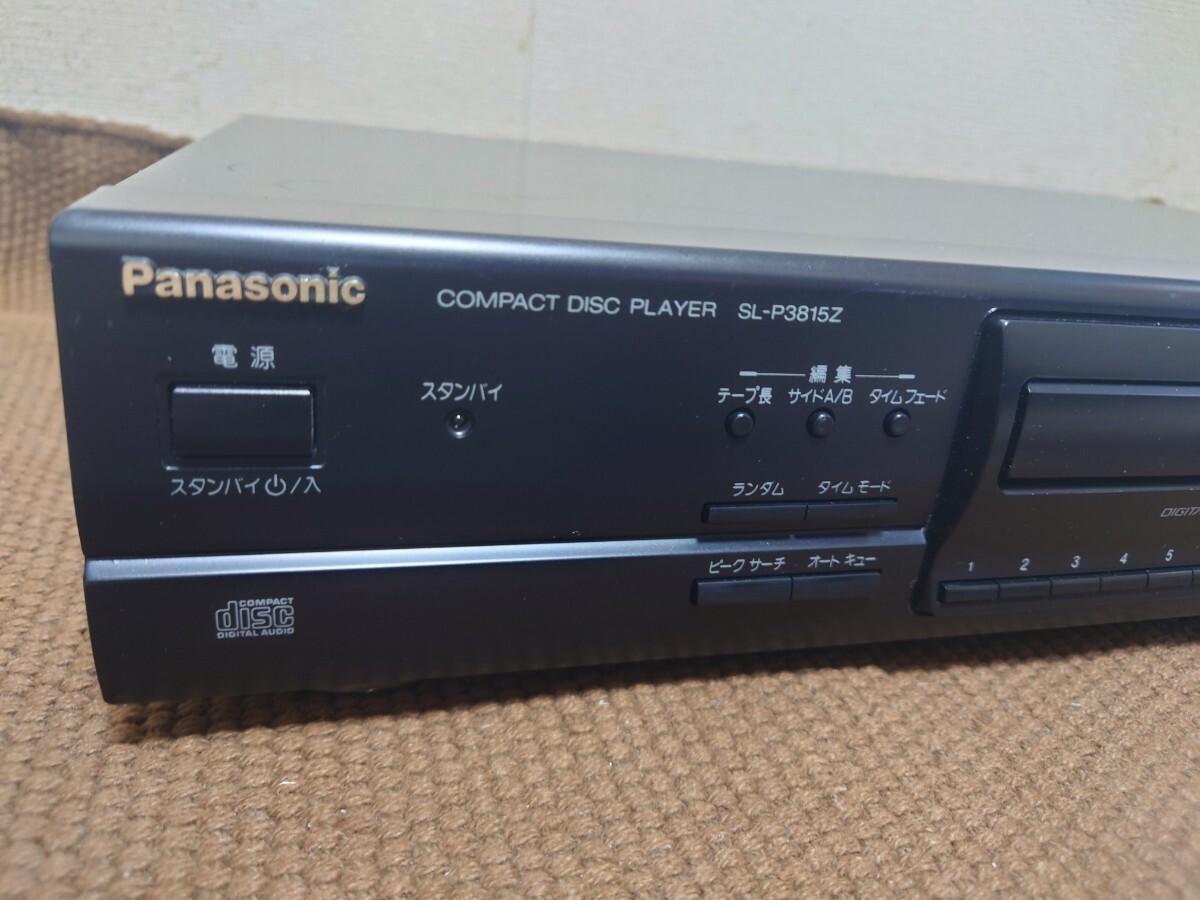 Panasonic
COMPACT DISC PLAYER SL-P3815Z
電源
スタンバイ⏻/入
スタンバイ
編集
テープ長 サイドA/B タイムフェード
ランダム タイムモード
ピークサーチ オートキュー
DIGITA
1 2 3 4 5
COMPACT
disc
DIGITAL AUDIO